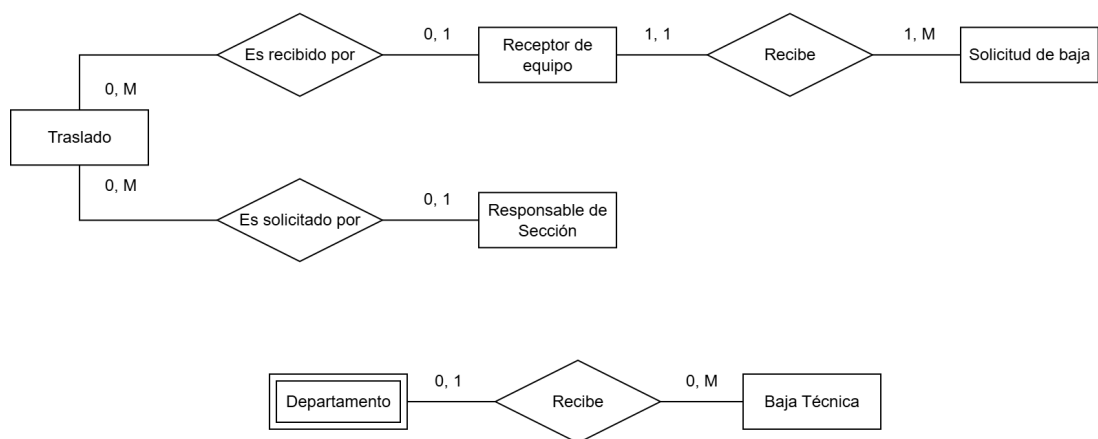 Es recibido por
0, 1
Receptor de
equipo
1, 1
Recibe
1, M
Solicitud de baja
0, M
Traslado
0, M
Es solicitado por
0, 1
Responsable de
Sección
Departamento
0, 1
Recibe
0, M
Baja Técnica